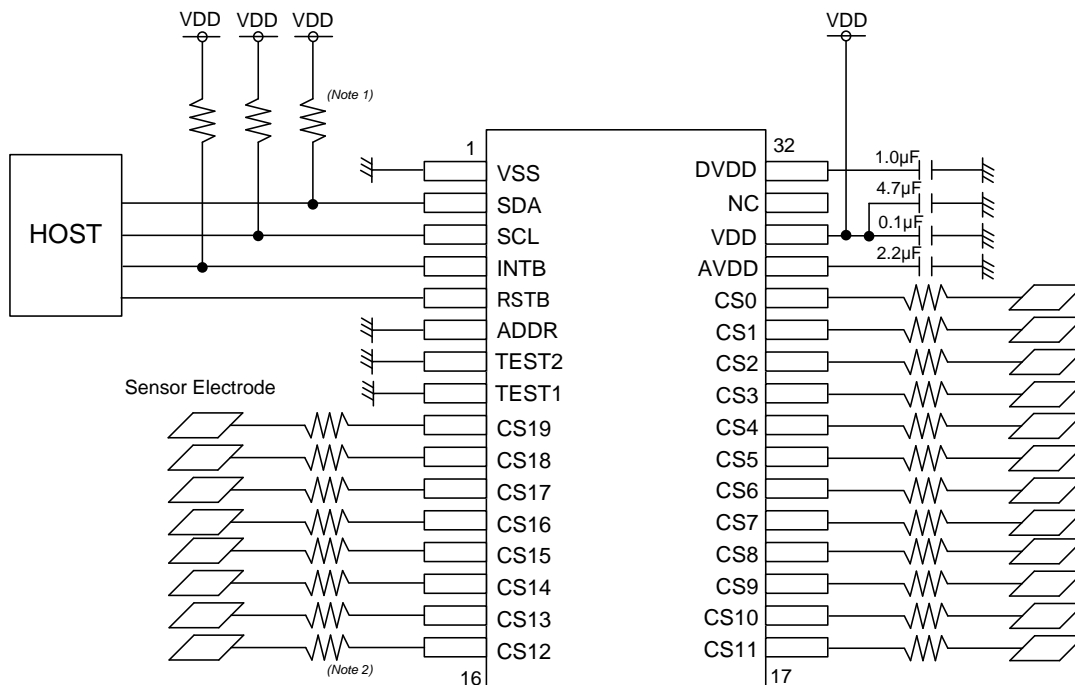 VDD VDD VDD VDD
(Note 1)
1 32
VSS DVDD 1.0µF
SDA NC 4.7µF
HOST
SCL VDD 0.1µF
INTB AVDD 2.2µF
RSTB CS0
ADDR CS1
TEST2 CS2
Sensor Electrode
TEST1 CS3
CS19 CS4
CS18 CS5
CS17 CS6
CS16 CS7
CS15 CS8
CS14 CS9
CS13 CS10
CS12 CS11
(Note 2)
16 17